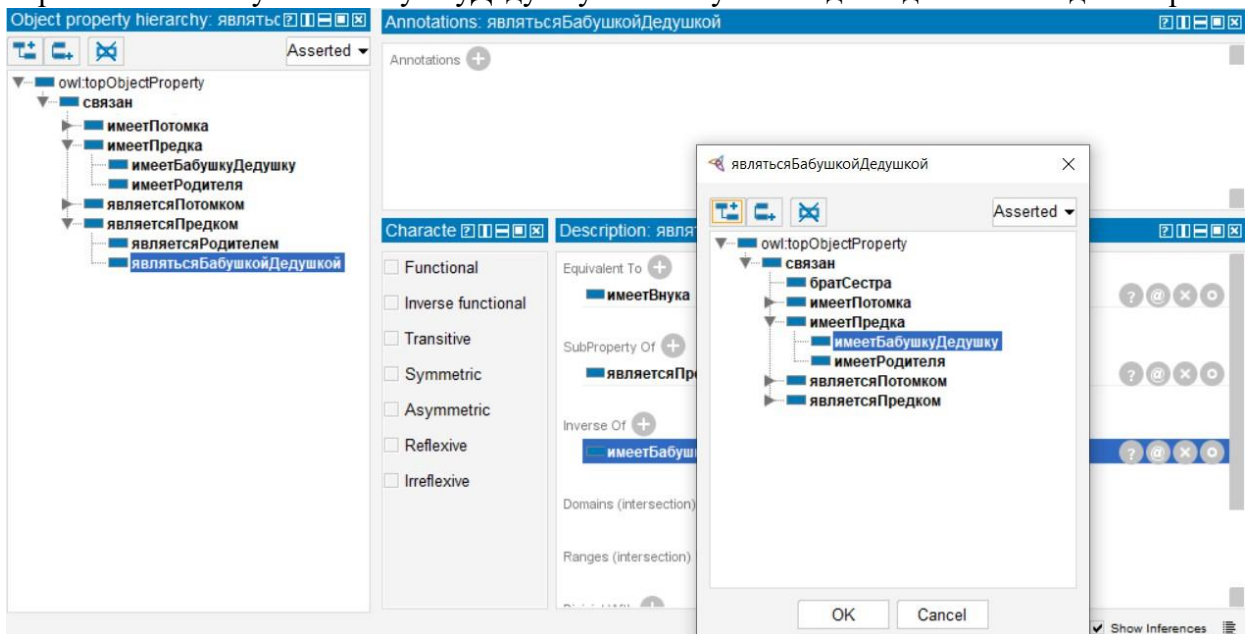 Object property hierarchy: являтьс
Asserted
owl:topObjectProperty
связан
имеетПотомка
имеетПредка
имеетБабушкуДедушку
имеетРодителя
являетсяПотомком
являетсяПредком
являетсяРодителем
являтьсяБабушкойДедушкой
Annotations: являтьсяБабушкойДедушкой
Annotations
Characte
Functional
Inverse functional
Transitive
Symmetric
Asymmetric
Reflexive
Irreflexive
Description: явля
Equivalent To
имеетВнука
SubProperty Of
являетсяПре
Inverse Of
имеетБабуш
Domains (intersection)
Ranges (intersection)
являтьсяБабушкойДедушкой
Asserted
owl:topObjectProperty
связан
братСестра
имеетПотомка
имеетПредка
имеетБабушкуДедушку
имеетРодителя
являетсяПотомком
являетсяПредком
OK Cancel
Show Inferences